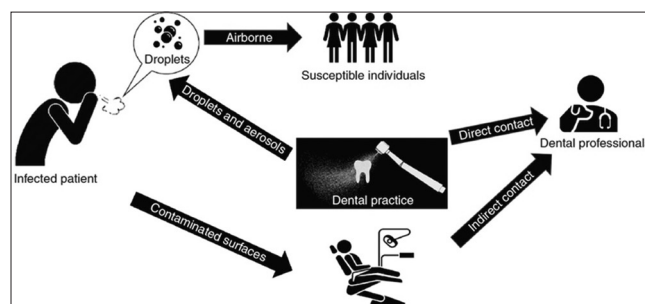 Droplets
Airborne
Susceptible individuals
Infected patient
Droplets and aerosols
Direct contact
Dental professional
Dental practice
Contaminated surfaces
Indirect contact